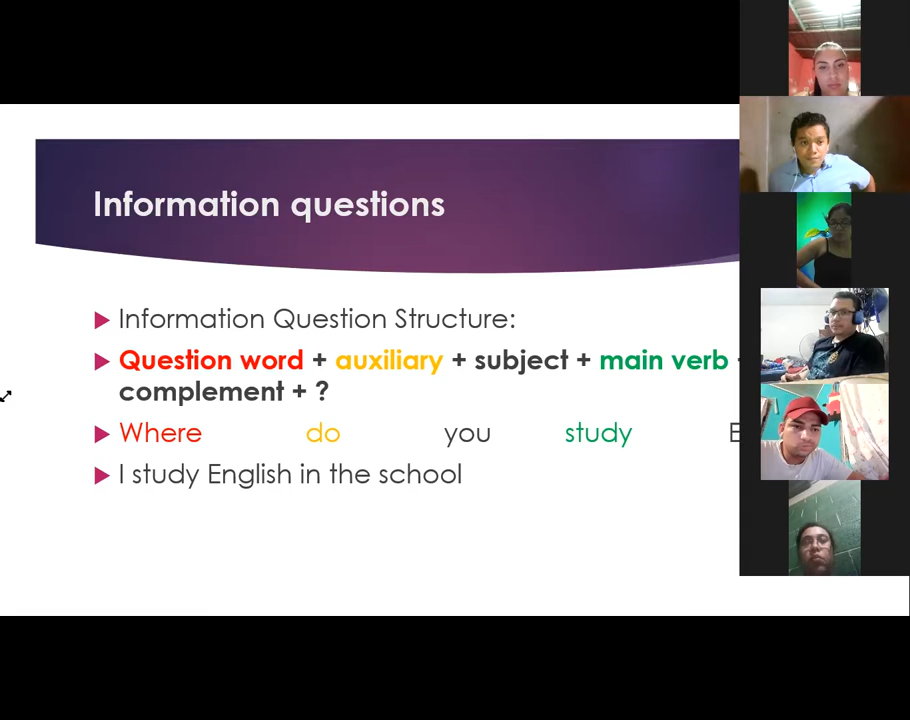 Information questions
Information Question Structure:
Question word + auxiliary + subject + main verb
complement + ?
Where do you study
I study English in the school